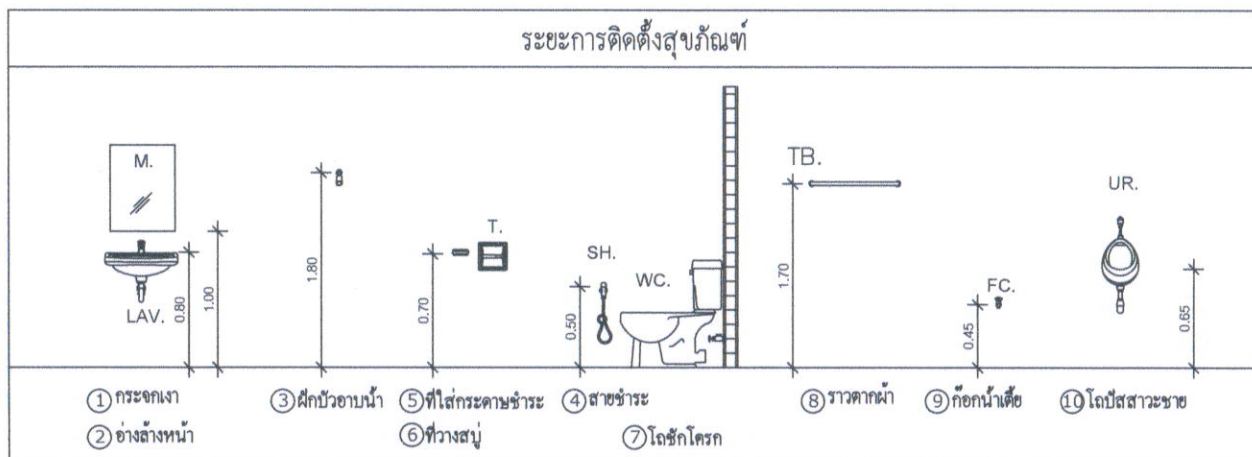 ระยะการติดตั้งสุขภัณฑ์
M.
LAV.
0.80
1.00
1.80
T.
0.70
SH.
0.50
WC.
TB.
1.70
FC.
0.45
UR.
0.65
① กระจกเงา
② อ่างล้างหน้า
③ ฝักบัวอาบน้ำ
⑤ ที่ใส่กระดาษชำระ
⑥ ที่วางสบู่
④ สายชำระ
⑦ โถชักโครก
⑧ ราวตากผ้า
⑨ ก๊อกน้ำเตี้ย
⑩ โถปัสสาวะชาย